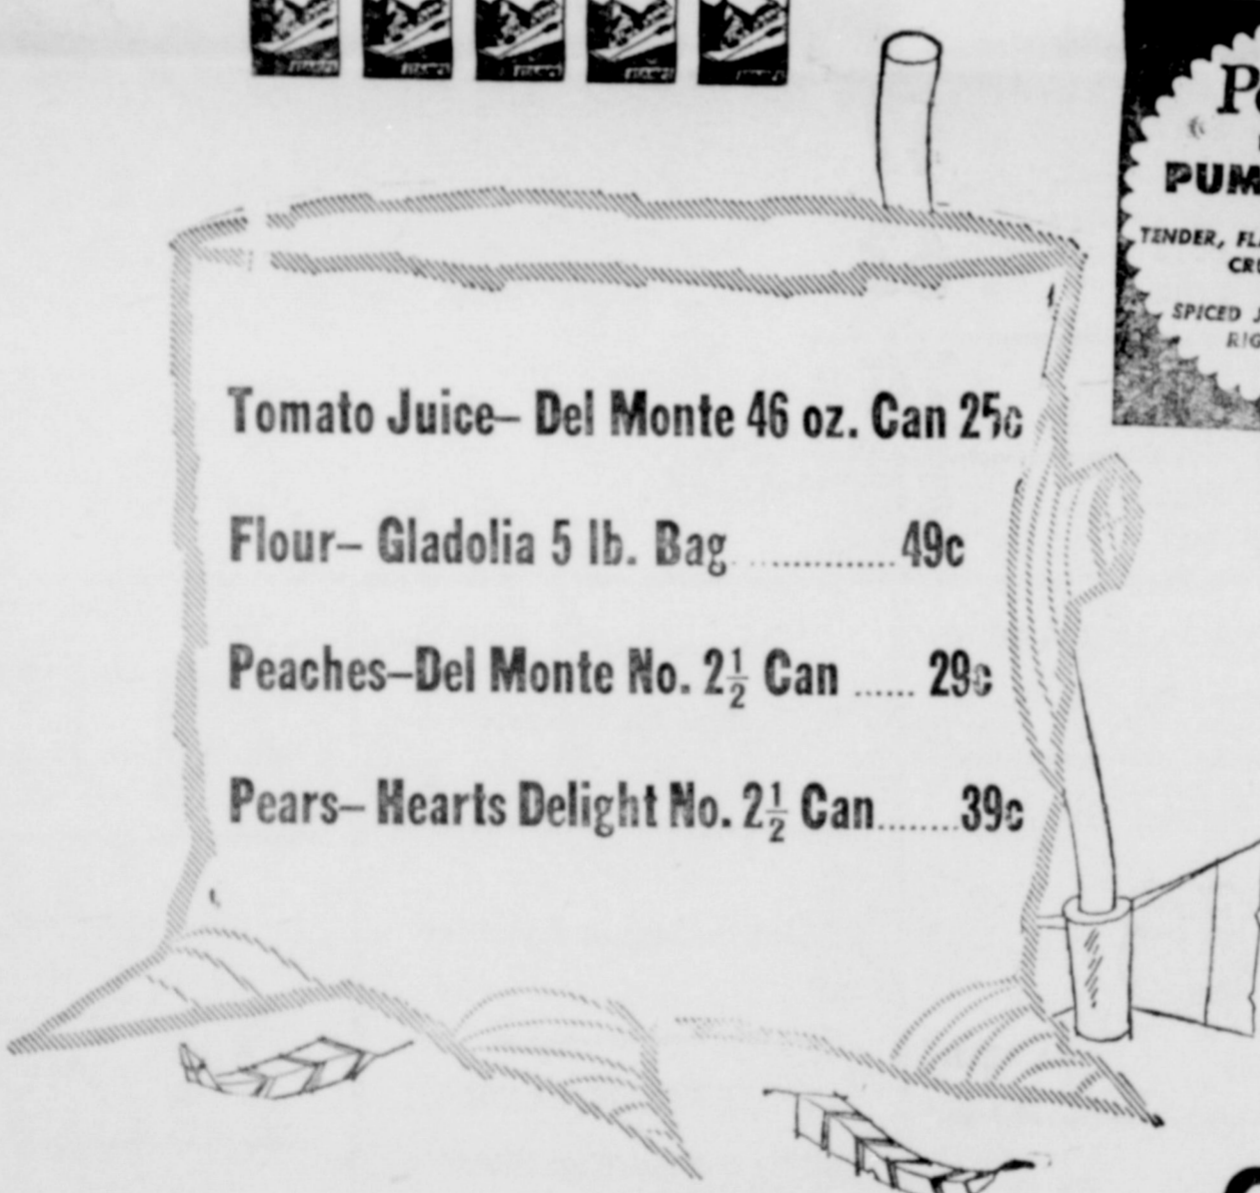 Tomato Juice– Del Monte 46 oz. Can 25c
Flour– Gladolia 5 lb. Bag ............. 49c
Peaches–Del Monte No. 2½ Can ...... 29c
Pears– Hearts Delight No. 2½ Can........39c
TENDER,
SPICED